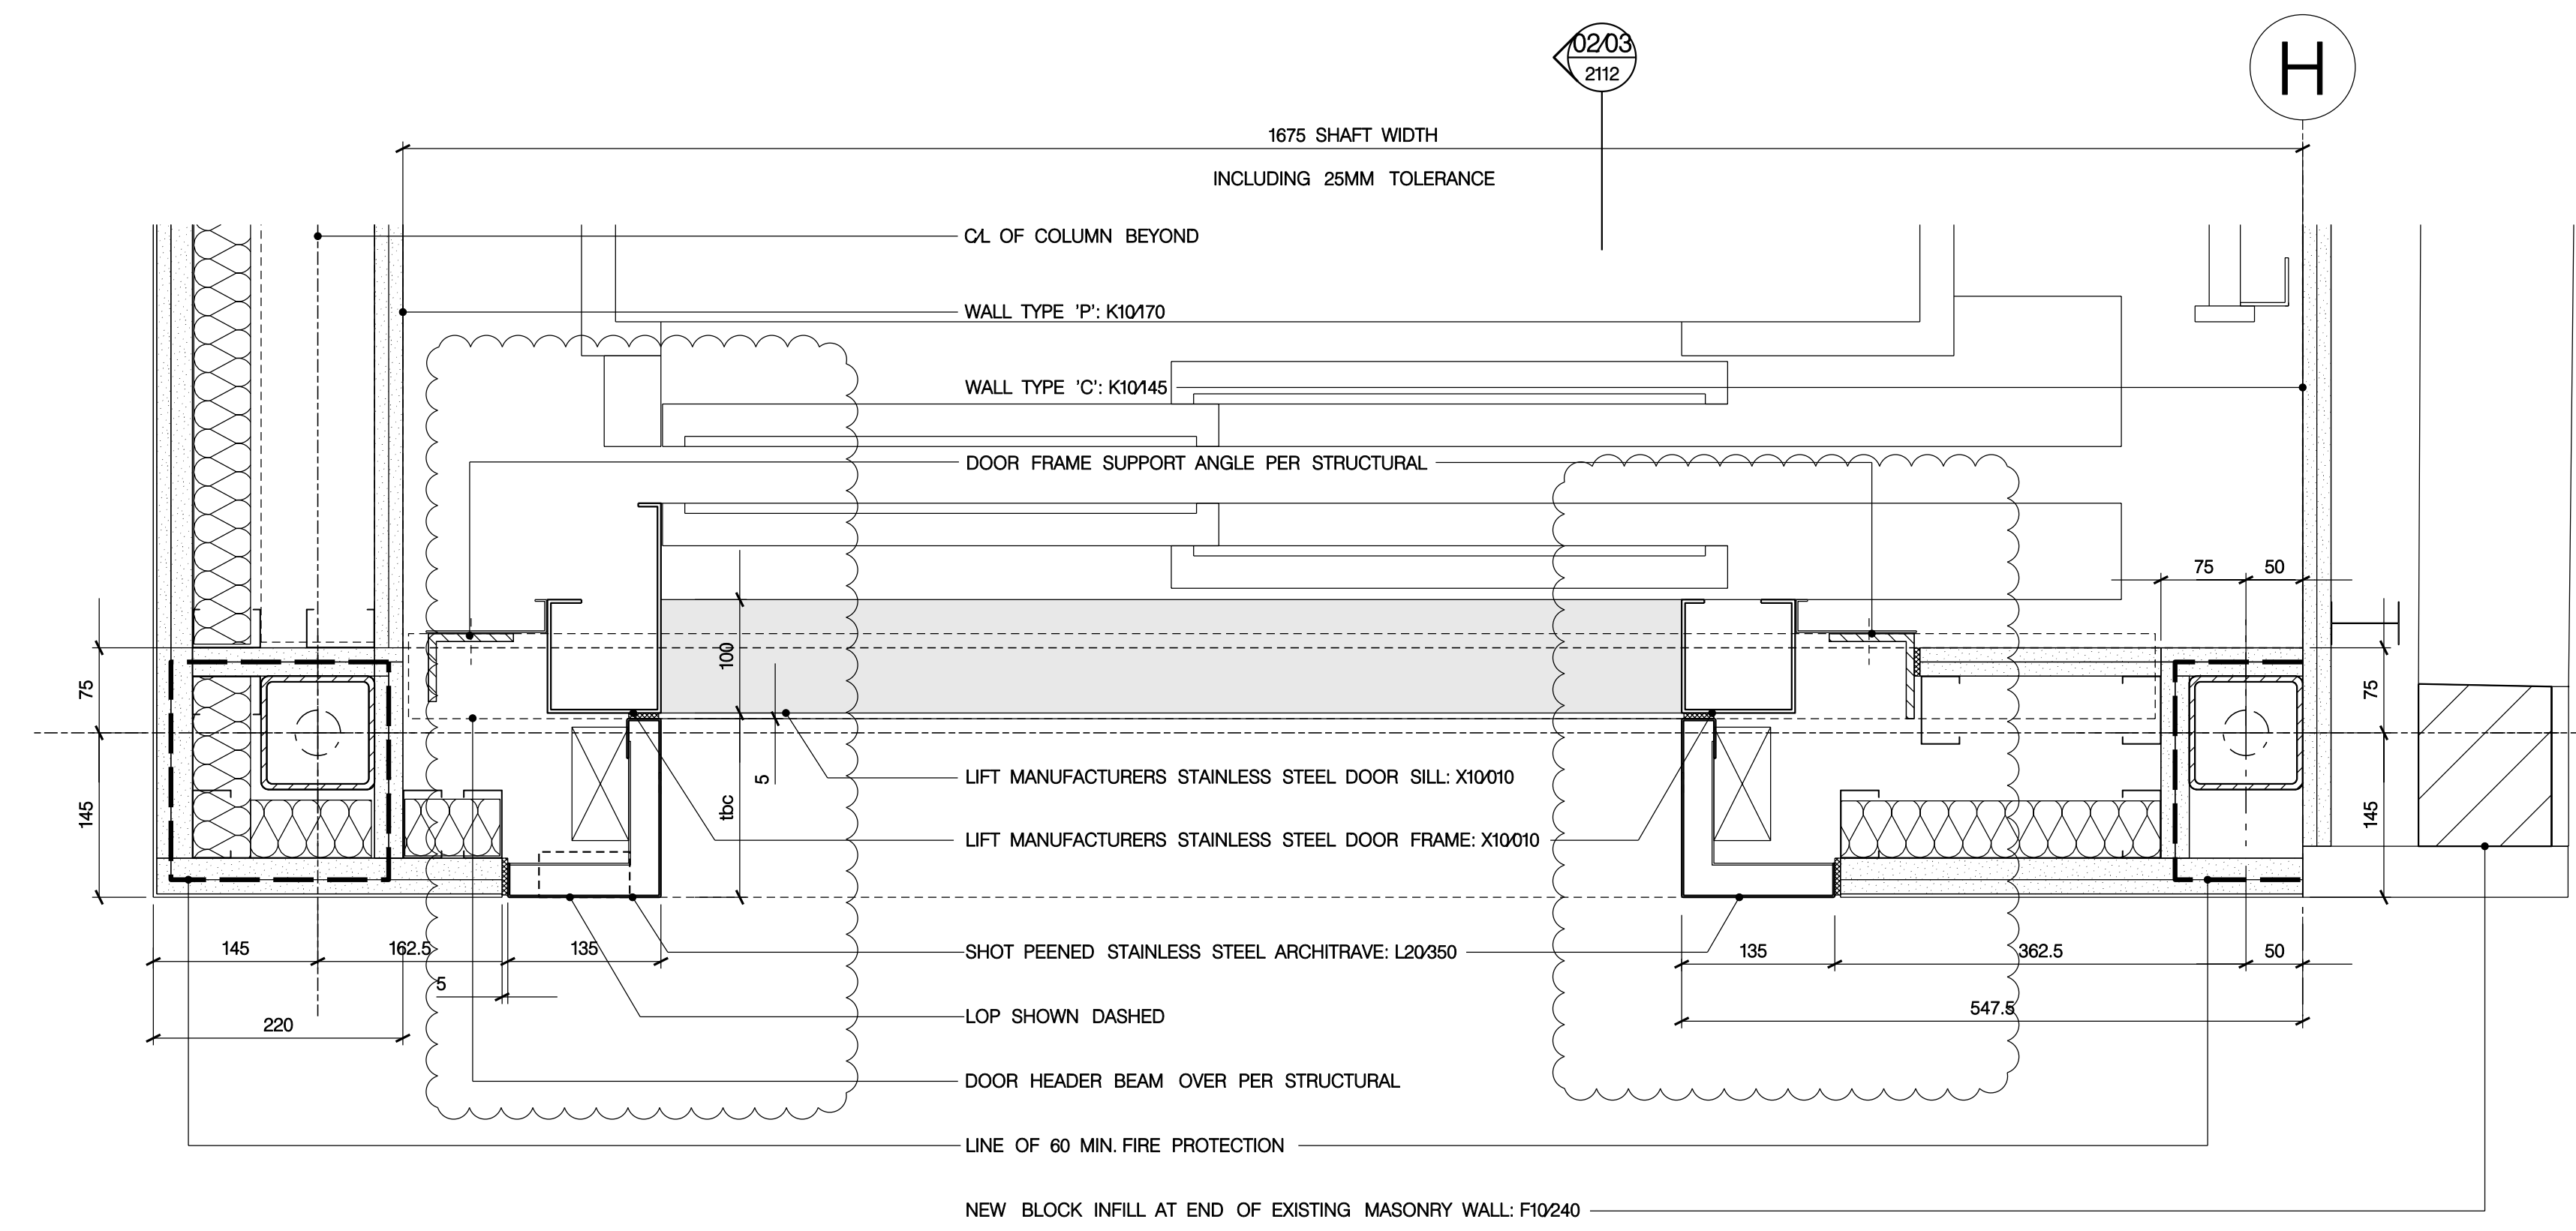 02/03
2112
H
1675 SHAFT WIDTH
INCLUDING 25MM TOLERANCE
C/L OF COLUMN BEYOND
WALL TYPE 'P': K10/170
WALL TYPE 'C': K10/145
DOOR FRAME SUPPORT ANGLE PER STRUCTURAL
75
50
100
75
75
5
LIFT MANUFACTURERS STAINLESS STEEL DOOR SILL: X10/010
145
tbc
145
LIFT MANUFACTURERS STAINLESS STEEL DOOR FRAME: X10/010
145
162.5
135
SHOT PEENED STAINLESS STEEL ARCHITRAVE: L20/350
135
362.5
50
5
220
LOP SHOWN DASHED
547.5
DOOR HEADER BEAM OVER PER STRUCTURAL
LINE OF 60 MIN. FIRE PROTECTION
NEW BLOCK INFILL AT END OF EXISTING MASONRY WALL: F10/240